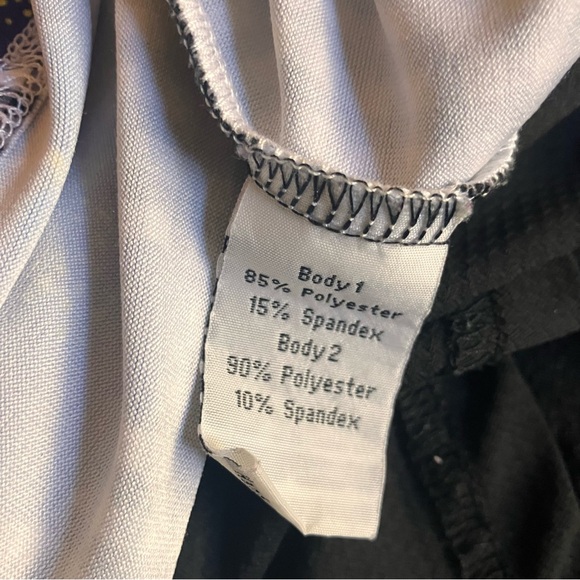 Body 1
85% Polyester
15% Spandex
Body 2
90% Polyester
10% Spandex